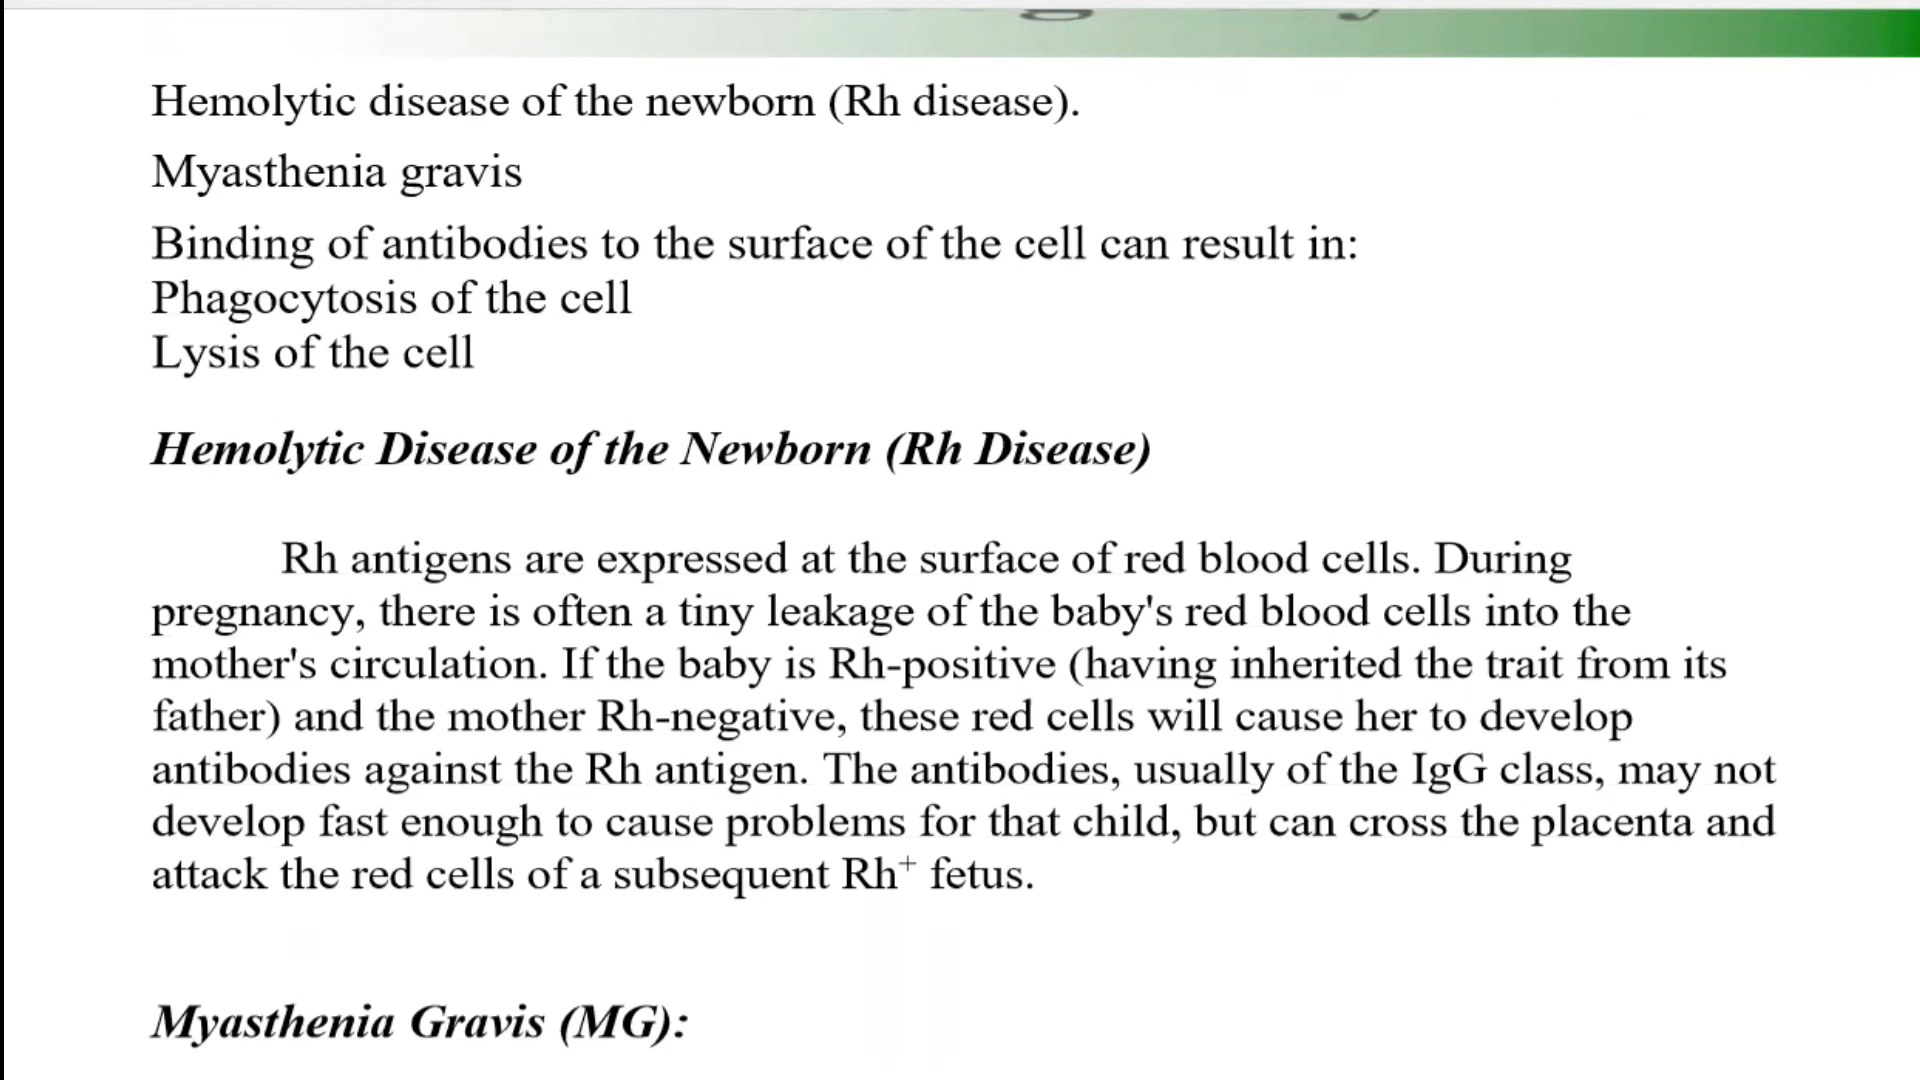 Hemolytic disease of the newborn (Rh disease).
Myasthenia gravis
Binding of antibodies to the surface of the cell can result in:
Phagocytosis of the cell
Lysis of the cell
Hemolytic Disease of the Newborn (Rh Disease)
Rh antigens are expressed at the surface of red blood cells. During
pregnancy, there is often a tiny leakage of the baby's red blood cells into the
mother's circulation. If the baby is Rh-positive (having inherited the trait from its
father) and the mother Rh-negative, these red cells will cause her to develop
antibodies against the Rh antigen. The antibodies, usually of the IgG class, may not
develop fast enough to cause problems for that child, but can cross the placenta and
attack the red cells of a subsequent Rh⁺ fetus.
Myasthenia Gravis (MG):